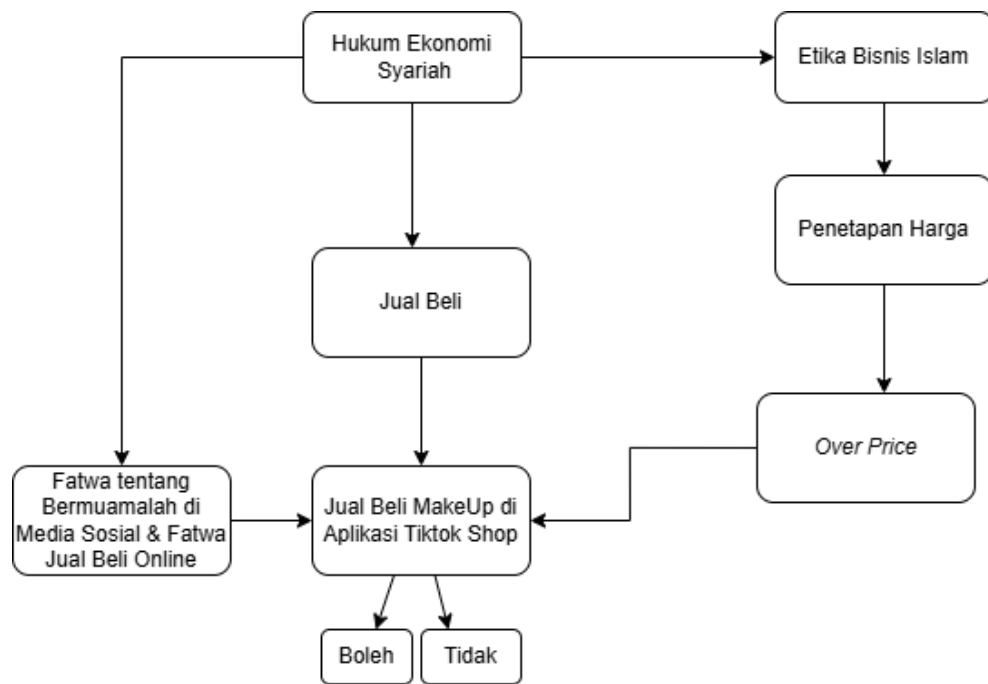 Hukum Ekonomi
Syariah
Etika Bisnis Islam
Penetapan Harga
Jual Beli
Over Price
Fatwa tentang
Bermuamalah di
Media Sosial & Fatwa
Jual Beli Online
Jual Beli MakeUp di
Aplikasi Tiktok Shop
Boleh
Tidak